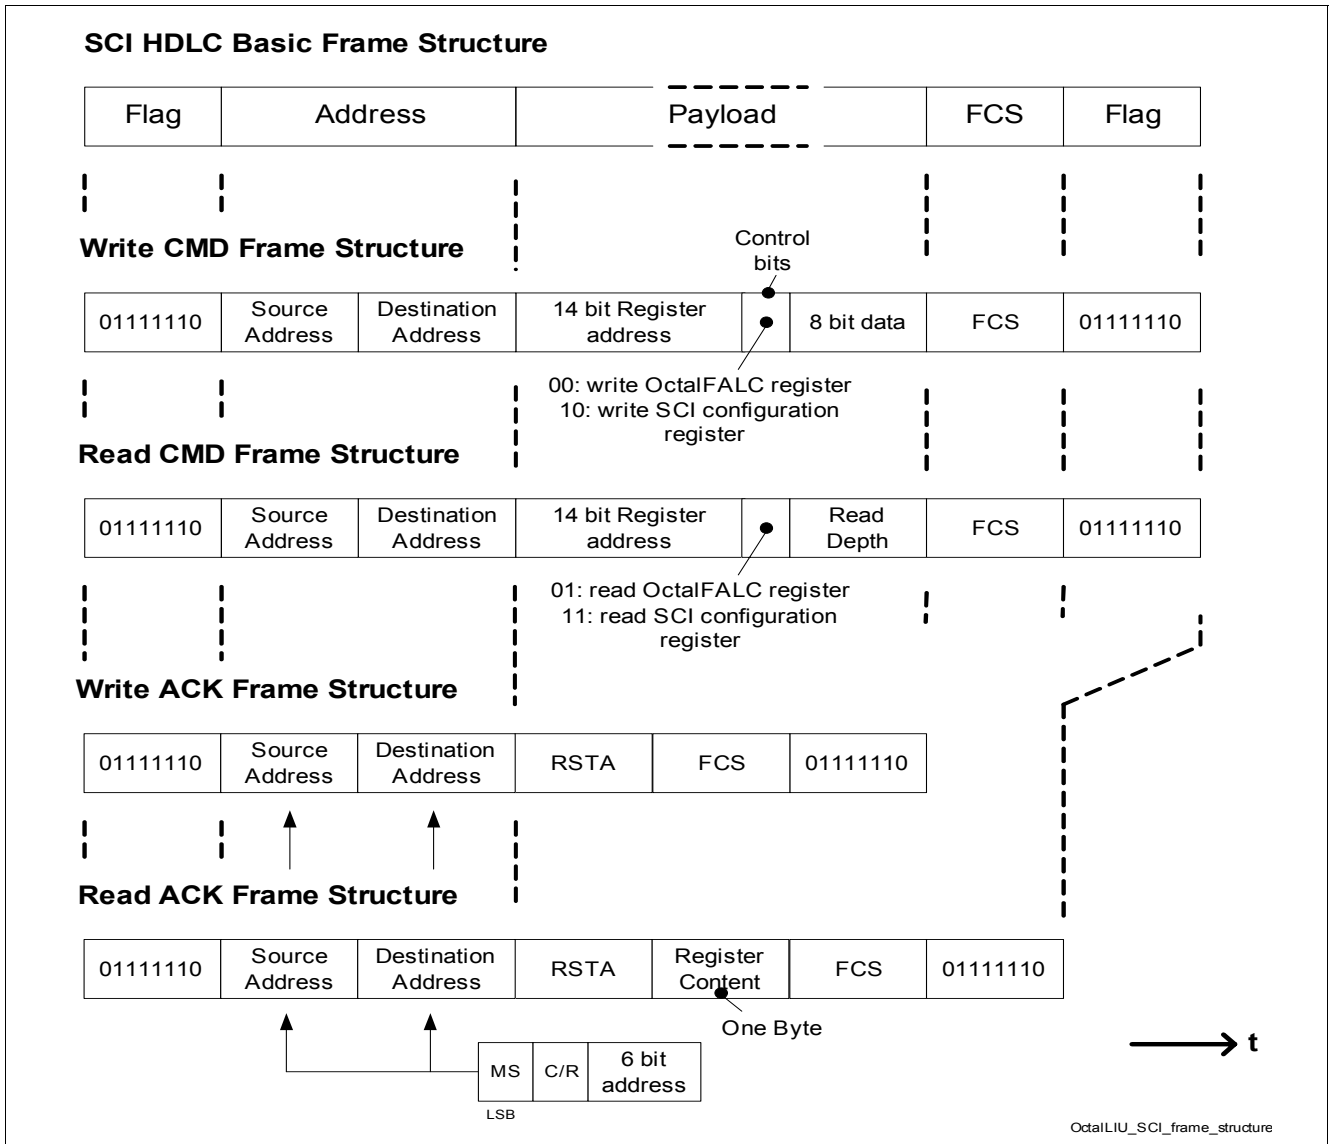 SCI HDLC Basic Frame Structure
Flag Address Payload FCS Flag
Write CMD Frame Structure
Control
bits
01111110 Source Address Destination Address 14 bit Register address 8 bit data FCS 01111110
00: write OctalFALC register
10: write SCI configuration
register
Read CMD Frame Structure
01111110 Source Address Destination Address 14 bit Register address Read Depth FCS 01111110
01: read OctalFALC register
11: read SCI configuration
register
Write ACK Frame Structure
01111110 Source Address Destination Address RSTA FCS 01111110
Read ACK Frame Structure
01111110 Source Address Destination Address RSTA Register Content FCS 01111110
One Byte
t
MS C/R 6 bit address
LSB
OctalLIU_SCI_frame_structure